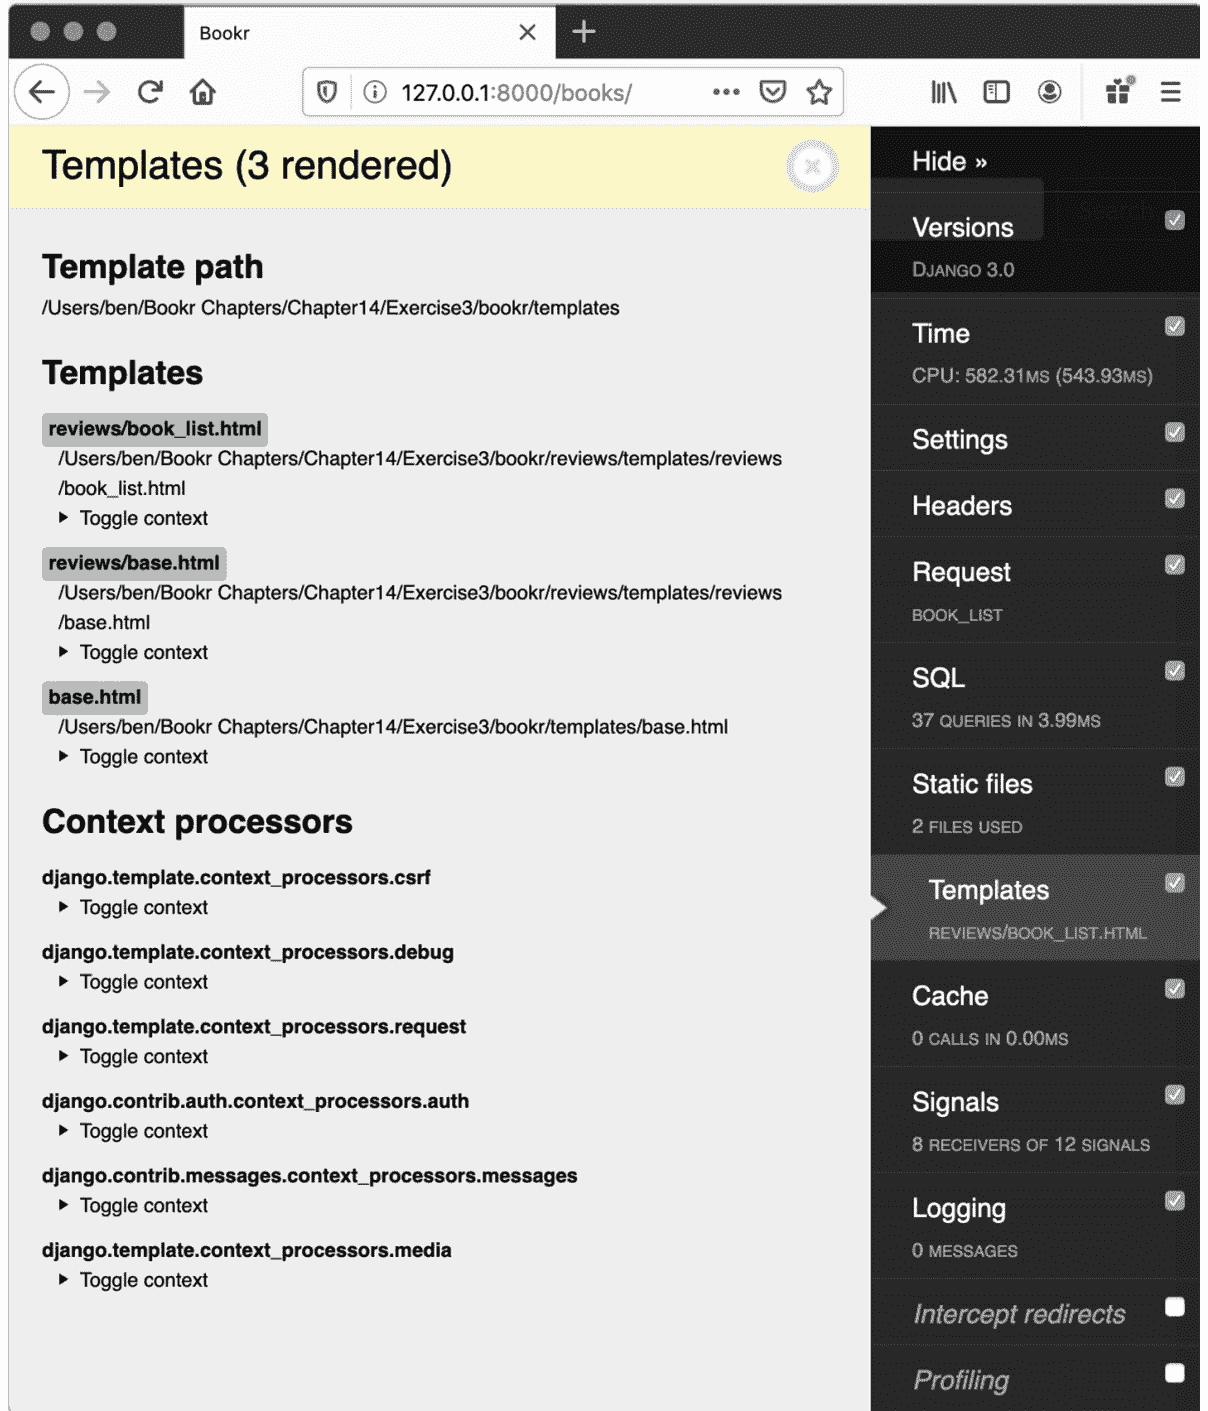 Bookr
127.0.0.1:8000/books/
Templates (3 rendered)
Template path
/Users/ben/Bookr Chapters/Chapter14/Exercise3/bookr/templates
Templates
reviews/book_list.html
/Users/ben/Bookr Chapters/Chapter14/Exercise3/bookr/reviews/templates/reviews
/book_list.html
Toggle context
reviews/base.html
/Users/ben/Bookr Chapters/Chapter14/Exercise3/bookr/reviews/templates/reviews
/base.html
Toggle context
base.html
/Users/ben/Bookr Chapters/Chapter14/Exercise3/bookr/templates/base.html
Toggle context
Context processors
django.template.context_processors.csrf
Toggle context
django.template.context_processors.debug
Toggle context
django.template.context_processors.request
Toggle context
django.contrib.auth.context_processors.auth
Toggle context
django.contrib.messages.context_processors.messages
Toggle context
django.template.context_processors.media
Toggle context
Hide »
Search
Versions
DJANGO 3.0
Time
CPU: 582.31MS (543.93MS)
Settings
Headers
Request
BOOK_LIST
SQL
37 QUERIES IN 3.99MS
Static files
2 FILES USED
Templates
REVIEWS/BOOK_LIST.HTML
Cache
0 CALLS IN 0.00MS
Signals
8 RECEIVERS OF 12 SIGNALS
Logging
0 MESSAGES
Intercept redirects
Profiling